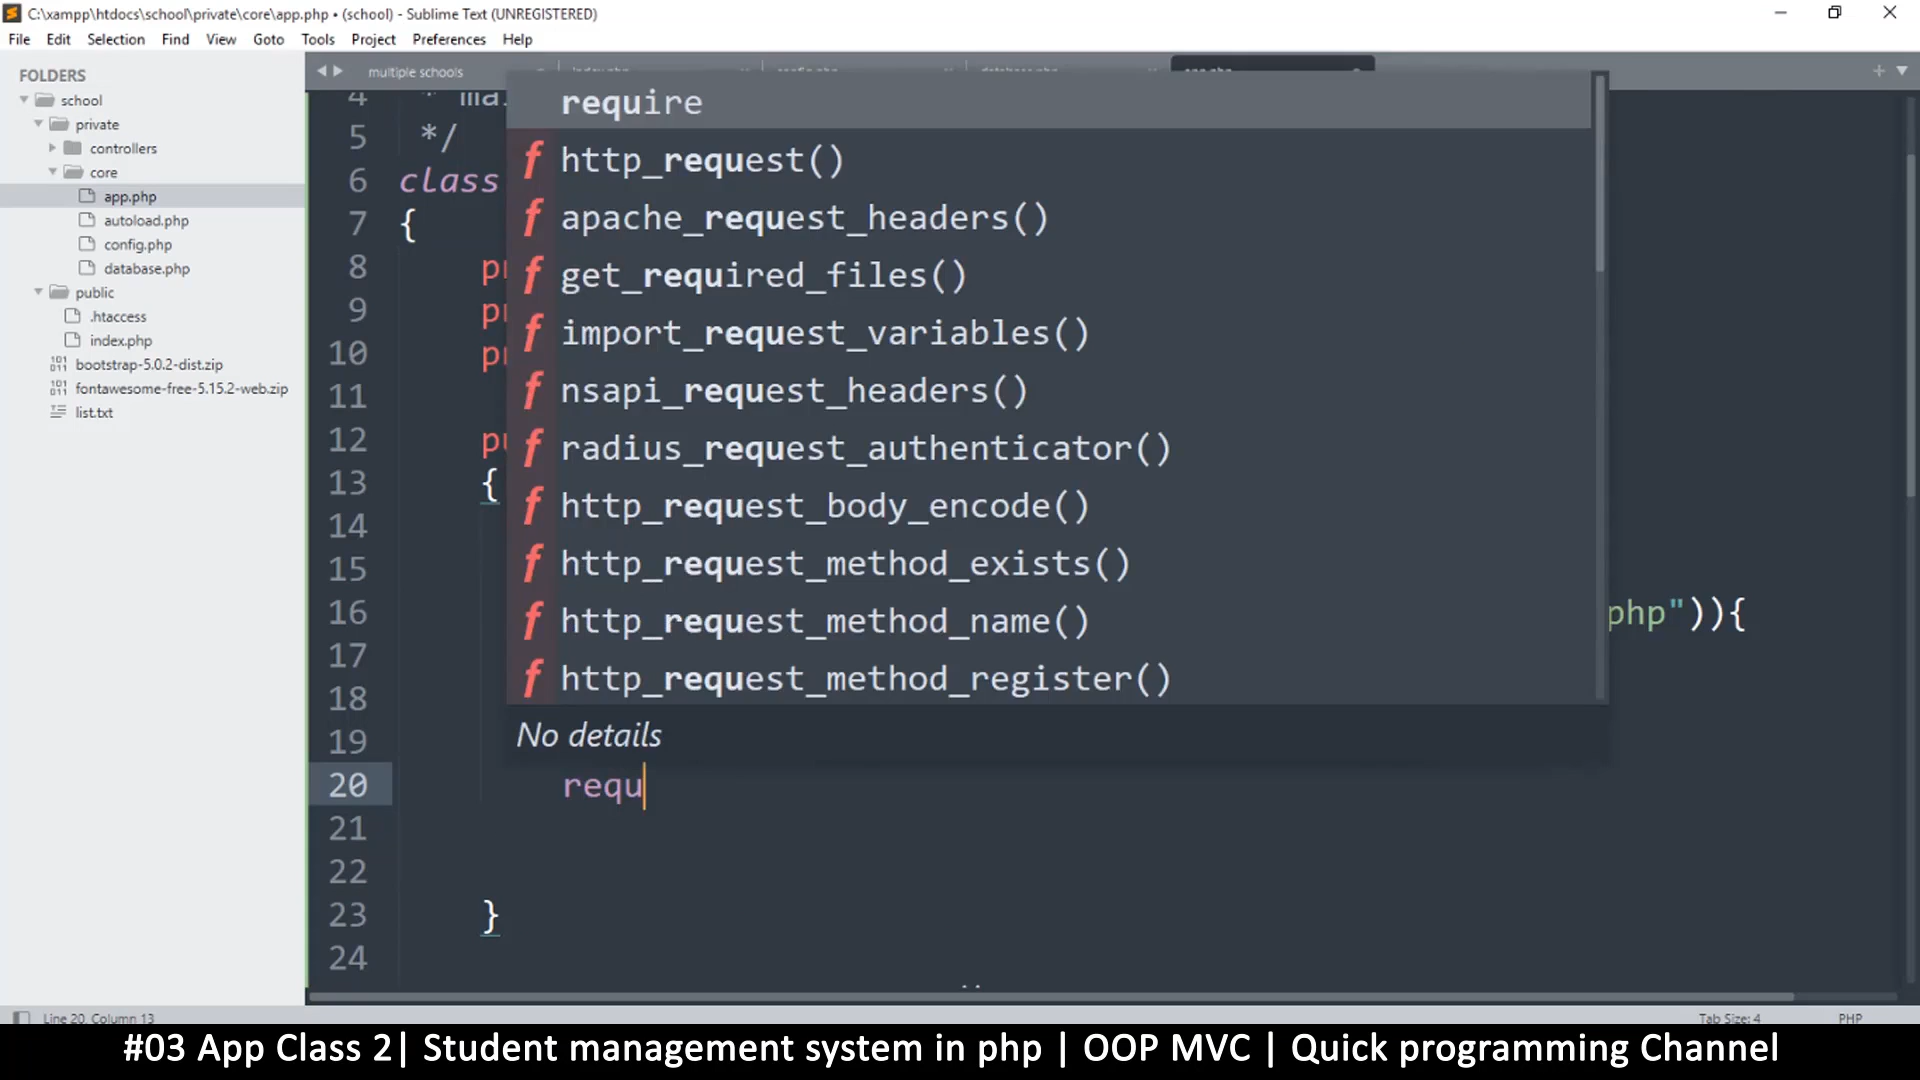 C:\xampp\htdocs\school\private\core\app.php • (school) - Sublime Text (UNREGISTERED)
File Edit Selection Find View Goto Tools Project Preferences Help
FOLDERS
school
private
controllers
core
app.php
autoload.php
config.php
database.php
public
.htaccess
index.php
bootstrap-5.0.2-dist.zip
fontawesome-free-5.15.2-web.zip
list.txt
multiple schools
4 * mai
5 */
6 class
7 {
8 pr
9 pr
10 pr
11
12 pu
13 {
14
15
16 php")){
17
18
19
20 requ
21
22
23 }
24
require
f http_request()
f apache_request_headers()
f get_required_files()
f import_request_variables()
f nsapi_request_headers()
f radius_request_authenticator()
f http_request_body_encode()
f http_request_method_exists()
f http_request_method_name()
f http_request_method_register()
No details
Line 20, Column 13 Tab Size: 4 PHP
#03 App Class 2| Student management system in php | OOP MVC | Quick programming Channel